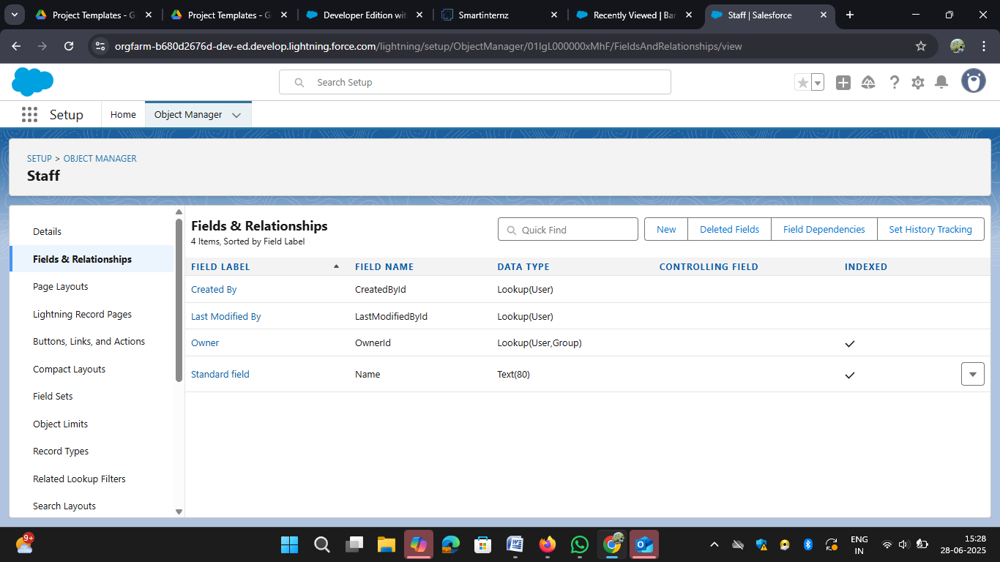 Project Templates - G
Project Templates - G
Developer Edition wit
Smartinternz
Recently Viewed | Bar
Staff | Salesforce
orgfarm-b680d2676d-dev-ed.develop.lightning.force.com/lightning/setup/ObjectManager/01IgL000000xMhF/FieldsAndRelationships/view
Search Setup
Setup
Home
Object Manager
SETUP > OBJECT MANAGER
Staff
Details
Fields & Relationships
Page Layouts
Lightning Record Pages
Buttons, Links, and Actions
Compact Layouts
Field Sets
Object Limits
Record Types
Related Lookup Filters
Search Layouts
Fields & Relationships
4 Items, Sorted by Field Label
Quick Find
New
Deleted Fields
Field Dependencies
Set History Tracking
FIELD LABEL FIELD NAME DATA TYPE CONTROLLING FIELD INDEXED
Created By CreatedById Lookup(User)
Last Modified By LastModifiedById Lookup(User)
Owner OwnerId Lookup(User,Group)
Standard field Name Text(80)
9+
ENG
IN
15:28
28-06-2025